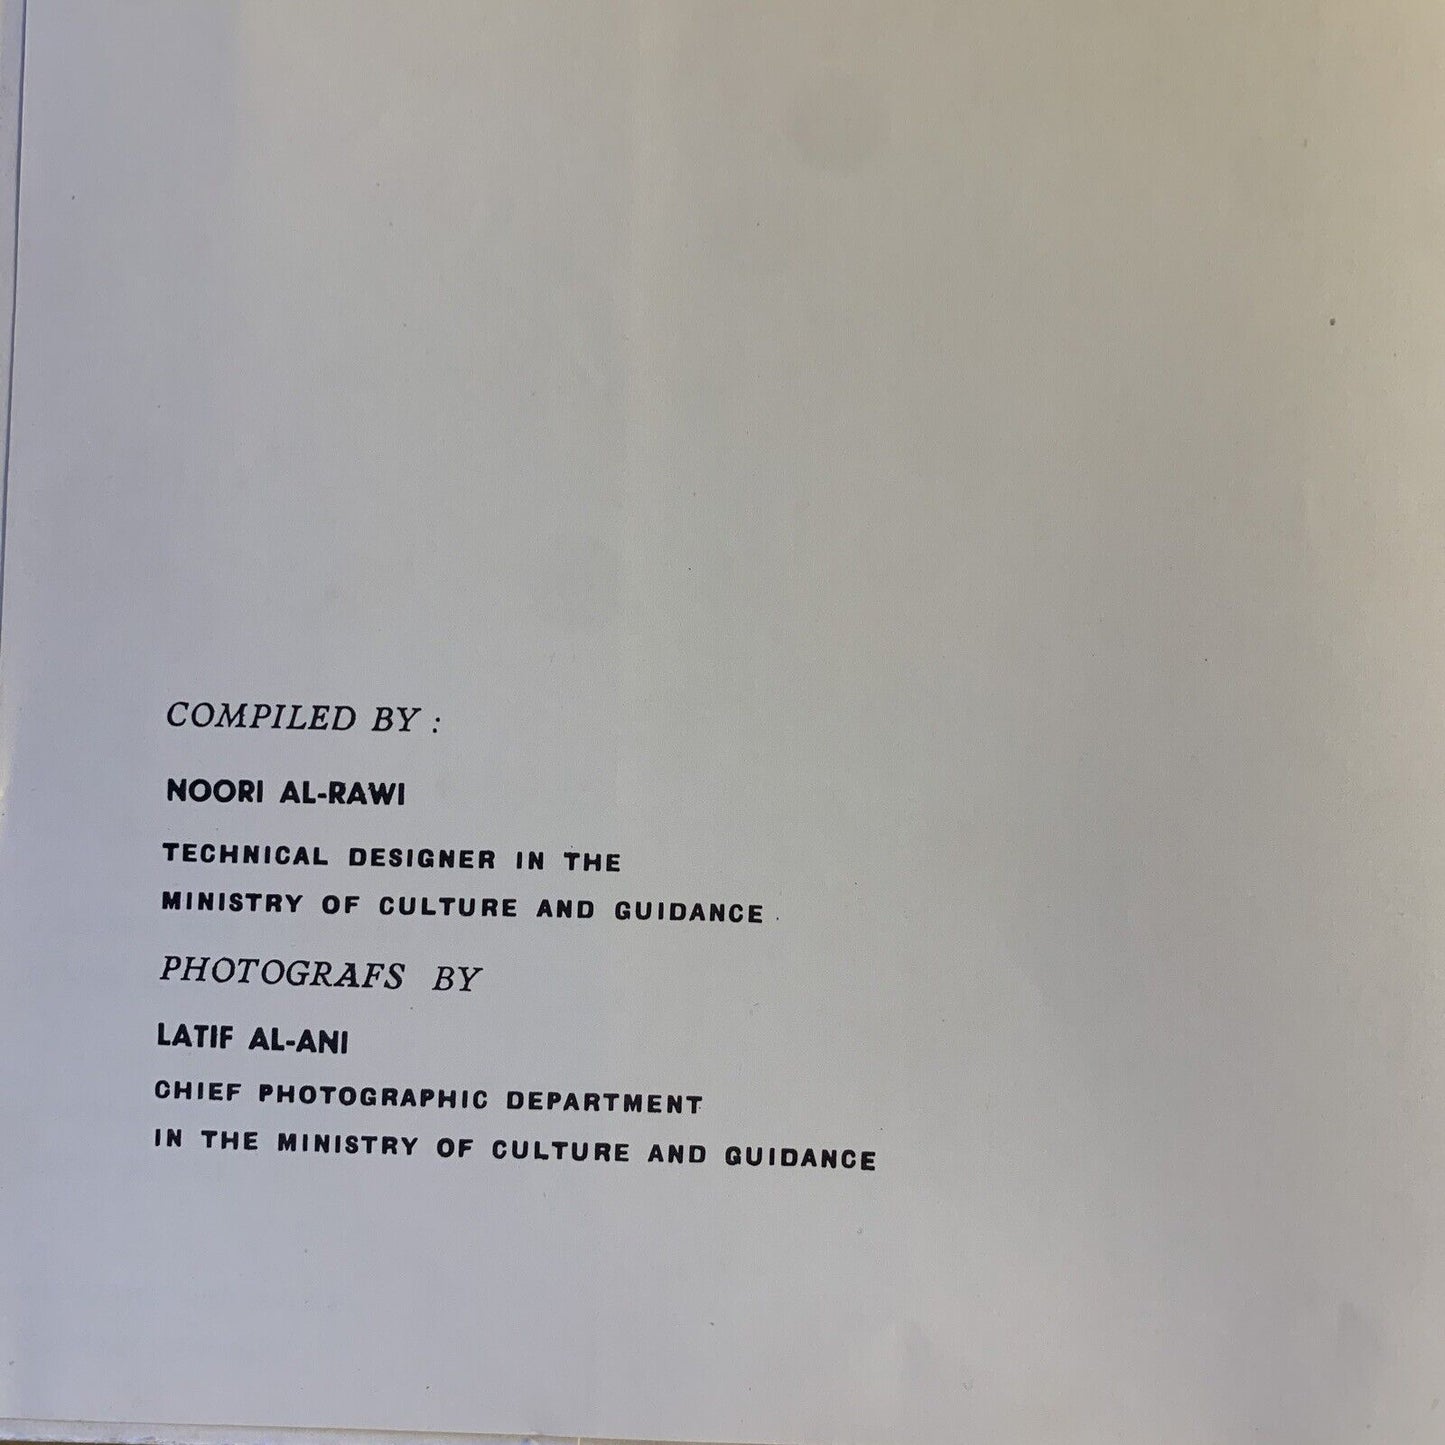 COMPILED BY :
NOORI AL-RAWI
TECHNICAL DESIGNER IN THE
MINISTRY OF CULTURE AND GUIDANCE .
PHOTOGRAFS BY
LATIF AL-ANI
CHIEF PHOTOGRAPHIC DEPARTMENT
IN THE MINISTRY OF CULTURE AND GUIDANCE